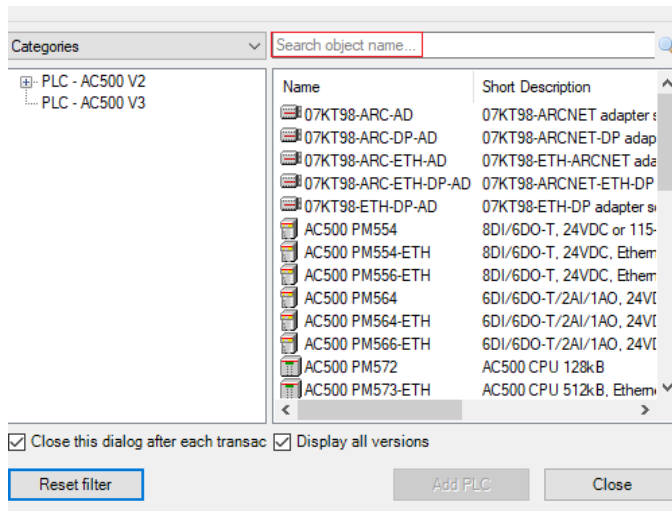 Categories
Search object name...
PLC - AC500 V2
PLC - AC500 V3
Name Short Description
07KT98-ARC-AD 07KT98-ARCNET adapter
07KT98-ARC-DP-AD 07KT98-ARCNET-DP adap
07KT98-ARC-ETH-AD 07KT98-ETH-ARCNET ada
07KT98-ARC-ETH-DP-AD 07KT98-ARCNET-ETH-DP
07KT98-ETH-DP-AD 07KT98-ETH-DP adapter
AC500 PM554 8DI/6DO-T, 24VDC or 115-
AC500 PM554-ETH 8DI/6DO-T, 24VDC, Ethern
AC500 PM556-ETH 8DI/6DO-T, 24VDC, Ethern
AC500 PM564 6DI/6DO-T/2AI/1AO, 24V
AC500 PM564-ETH 6DI/6DO-T/2AI/1AO, 24V
AC500 PM566-ETH 6DI/6DO-T/2AI/1AO, 24V
AC500 PM572 AC500 CPU 128kB
AC500 PM573-ETH AC500 CPU 512kB, Ethern
Close this dialog after each transac Display all versions
Reset filter Add PLC Close